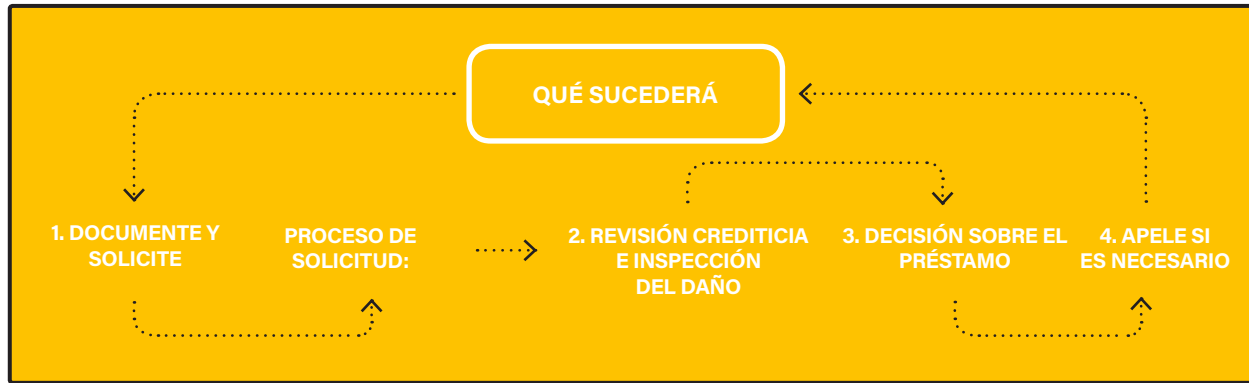 QUÉ SUCEDERÁ
1. DOCUMENTE Y
SOLICITE
PROCESO DE
SOLICITUD:
2. REVISIÓN CREDITICIA
E INSPECCIÓN
DEL DAÑO
3. DECISIÓN SOBRE EL
PRÉSTAMO
4. APELE SI
ES NECESARIO